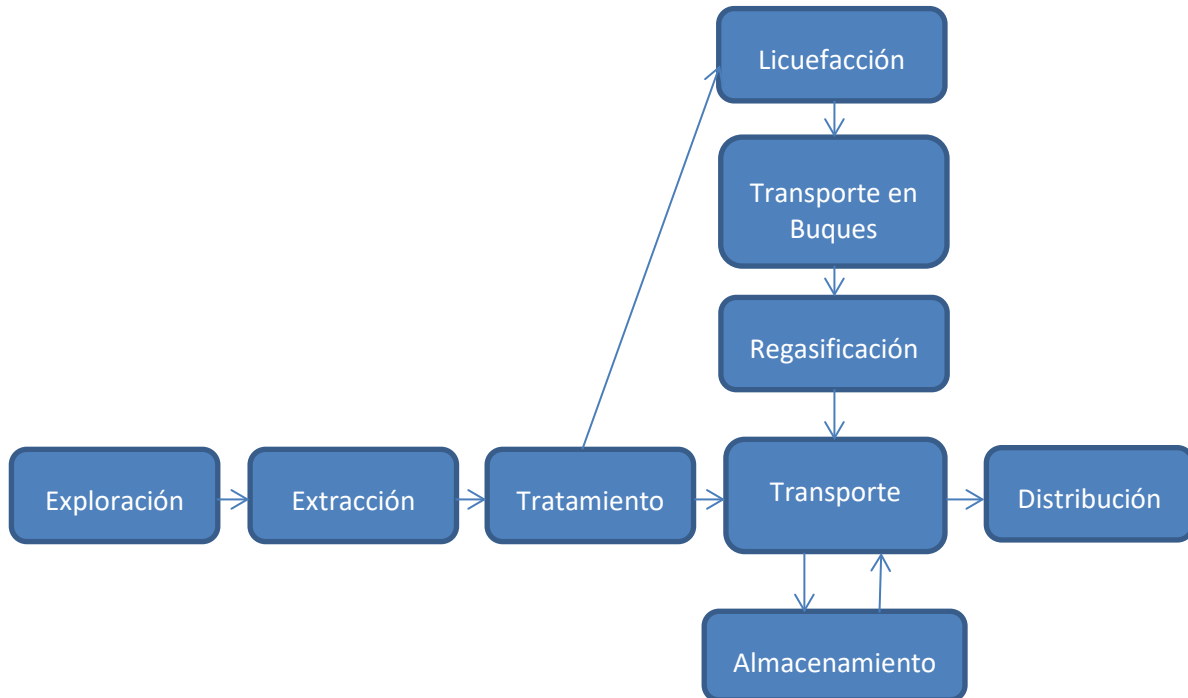 Licuefacción
Transporte en
Buques
Regasificación
Exploración
Extracción
Tratamiento
Transporte
Distribución
Almacenamiento